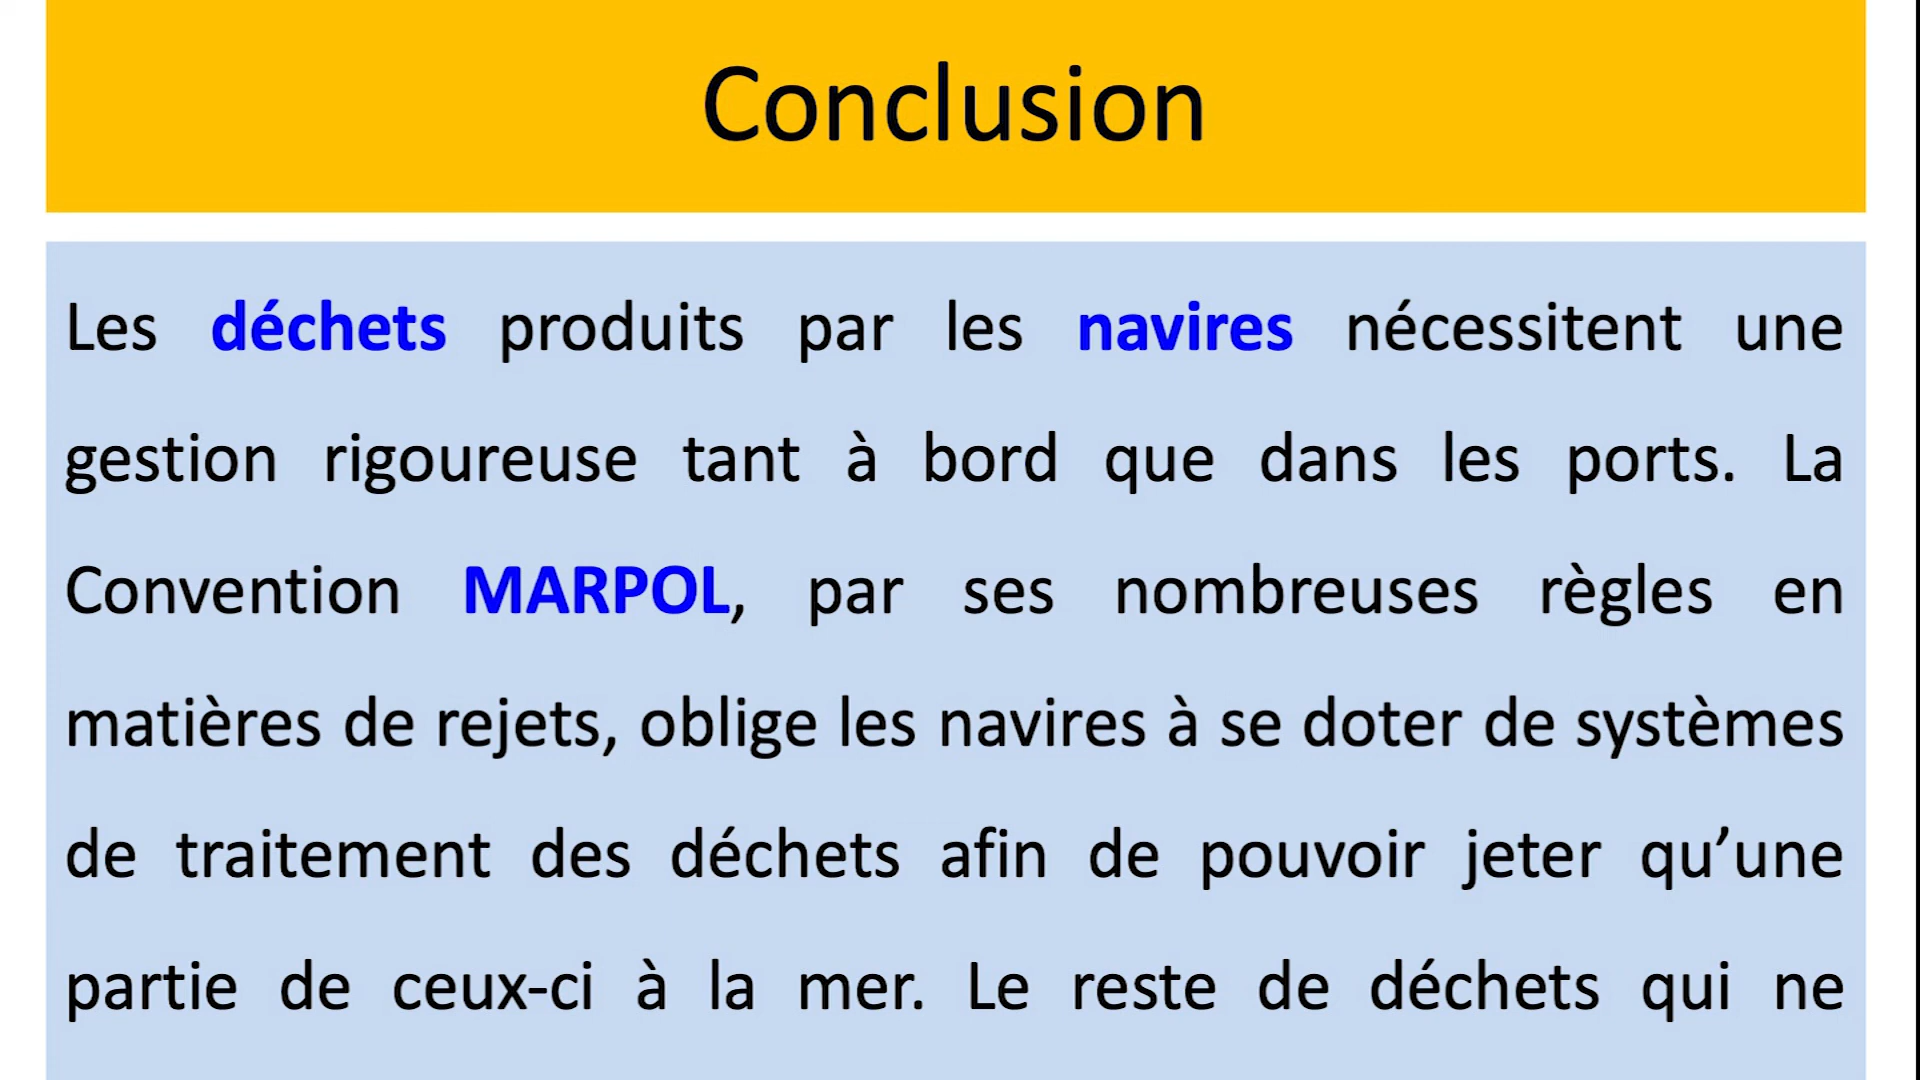 Conclusion
Les déchets produits par les navires nécessitent une
gestion rigoureuse tant à bord que dans les ports. La
Convention MARPOL, par ses nombreuses règles en
matières de rejets, oblige les navires à se doter de systèmes
de traitement des déchets afin de pouvoir jeter qu’une
partie de ceux-ci à la mer. Le reste de déchets qui ne